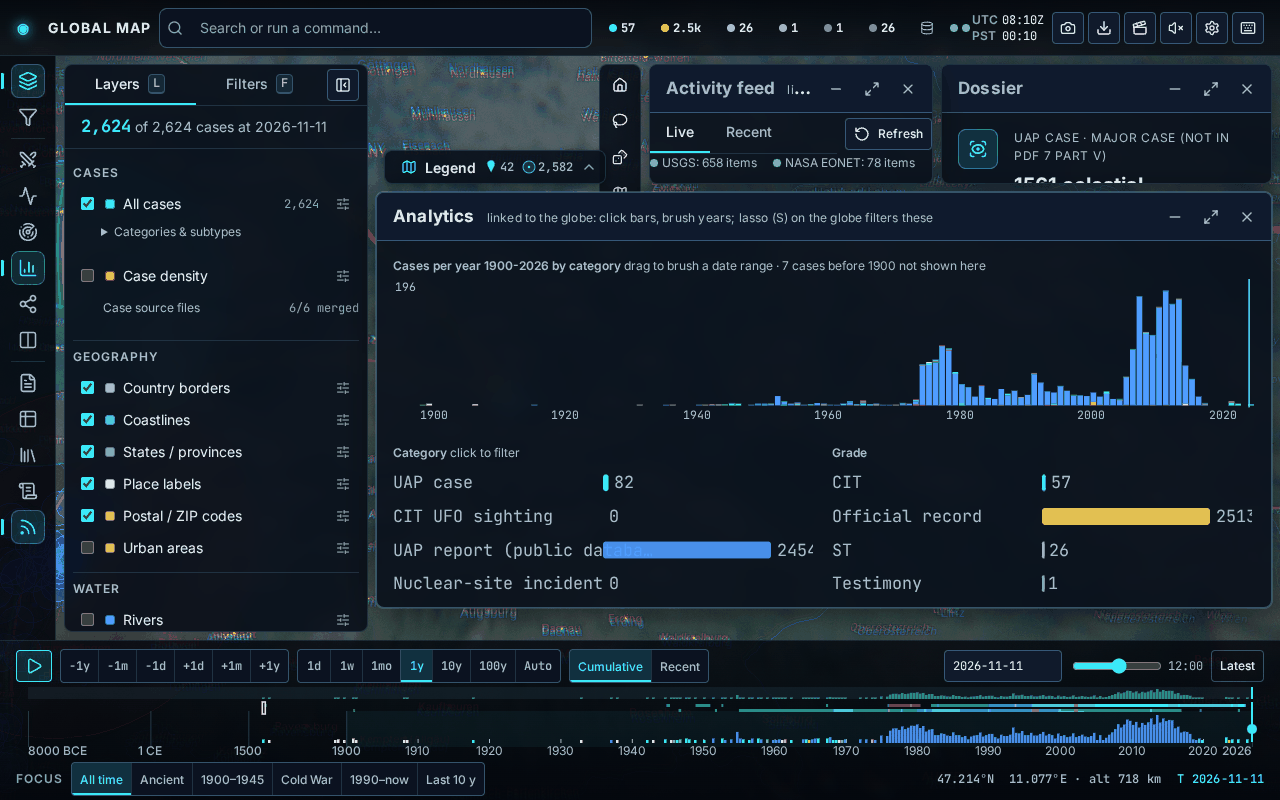 GLOBAL MAP
Search or run a command...
57 2.5k 26 1 1 26
UTC 08:10Z
PST 00:10
Layers L Filters F
2,624 of 2,624 cases at 2026-11-11
CASES
All cases 2,624
Categories & subtypes
Case density
Case source files 6/6 merged
GEOGRAPHY
Country borders
Coastlines
States / provinces
Place labels
Postal / ZIP codes
Urban areas
WATER
Rivers
Legend 42 2,582
Activity feed li...
Live Recent Refresh
USGS: 658 items NASA EONET: 78 items
Dossier
UAP CASE · MAJOR CASE (NOT IN
PDF 7 PART V)
1561 celestial
Analytics linked to the globe: click bars, brush years; lasso (S) on the globe filters these
Cases per year 1900-2026 by category drag to brush a date range · 7 cases before 1900 not shown here
196
1900 1920 1940 1960 1980 2000 2020
Category click to filter
UAP case 82
CIT UFO sighting 0
UAP report (public databa… 2454
Nuclear-site incident 0
Grade
CIT 57
Official record 2513
ST 26
Testimony 1
-1y -1m -1d +1d +1m +1y 1d 1w 1mo 1y 10y 100y Auto Cumulative Recent 2026-11-11 12:00 Latest
8000 BCE 1 CE 1500 1900 1910 1920 1930 1940 1950 1960 1970 1980 1990 2000 2010 2020 2026
FOCUS All time Ancient 1900–1945 Cold War 1990–now Last 10 y 47.214°N 11.077°E · alt 718 km T 2026-11-11